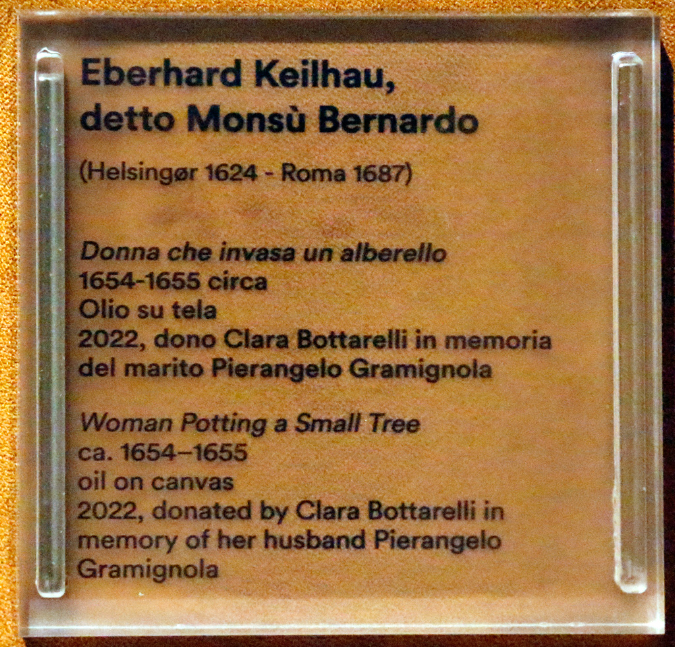 Eberhard Keilhau,
detto Monsù Bernardo
(Helsingør 1624 - Roma 1687)
Donna che invasa un alberello
1654-1655 circa
Olio su tela
2022, dono Clara Bottarelli in memoria
del marito Pierangelo Gramignola
Woman Potting a Small Tree
ca. 1654–1655
oil on canvas
2022, donated by Clara Bottarelli in
memory of her husband Pierangelo
Gramignola